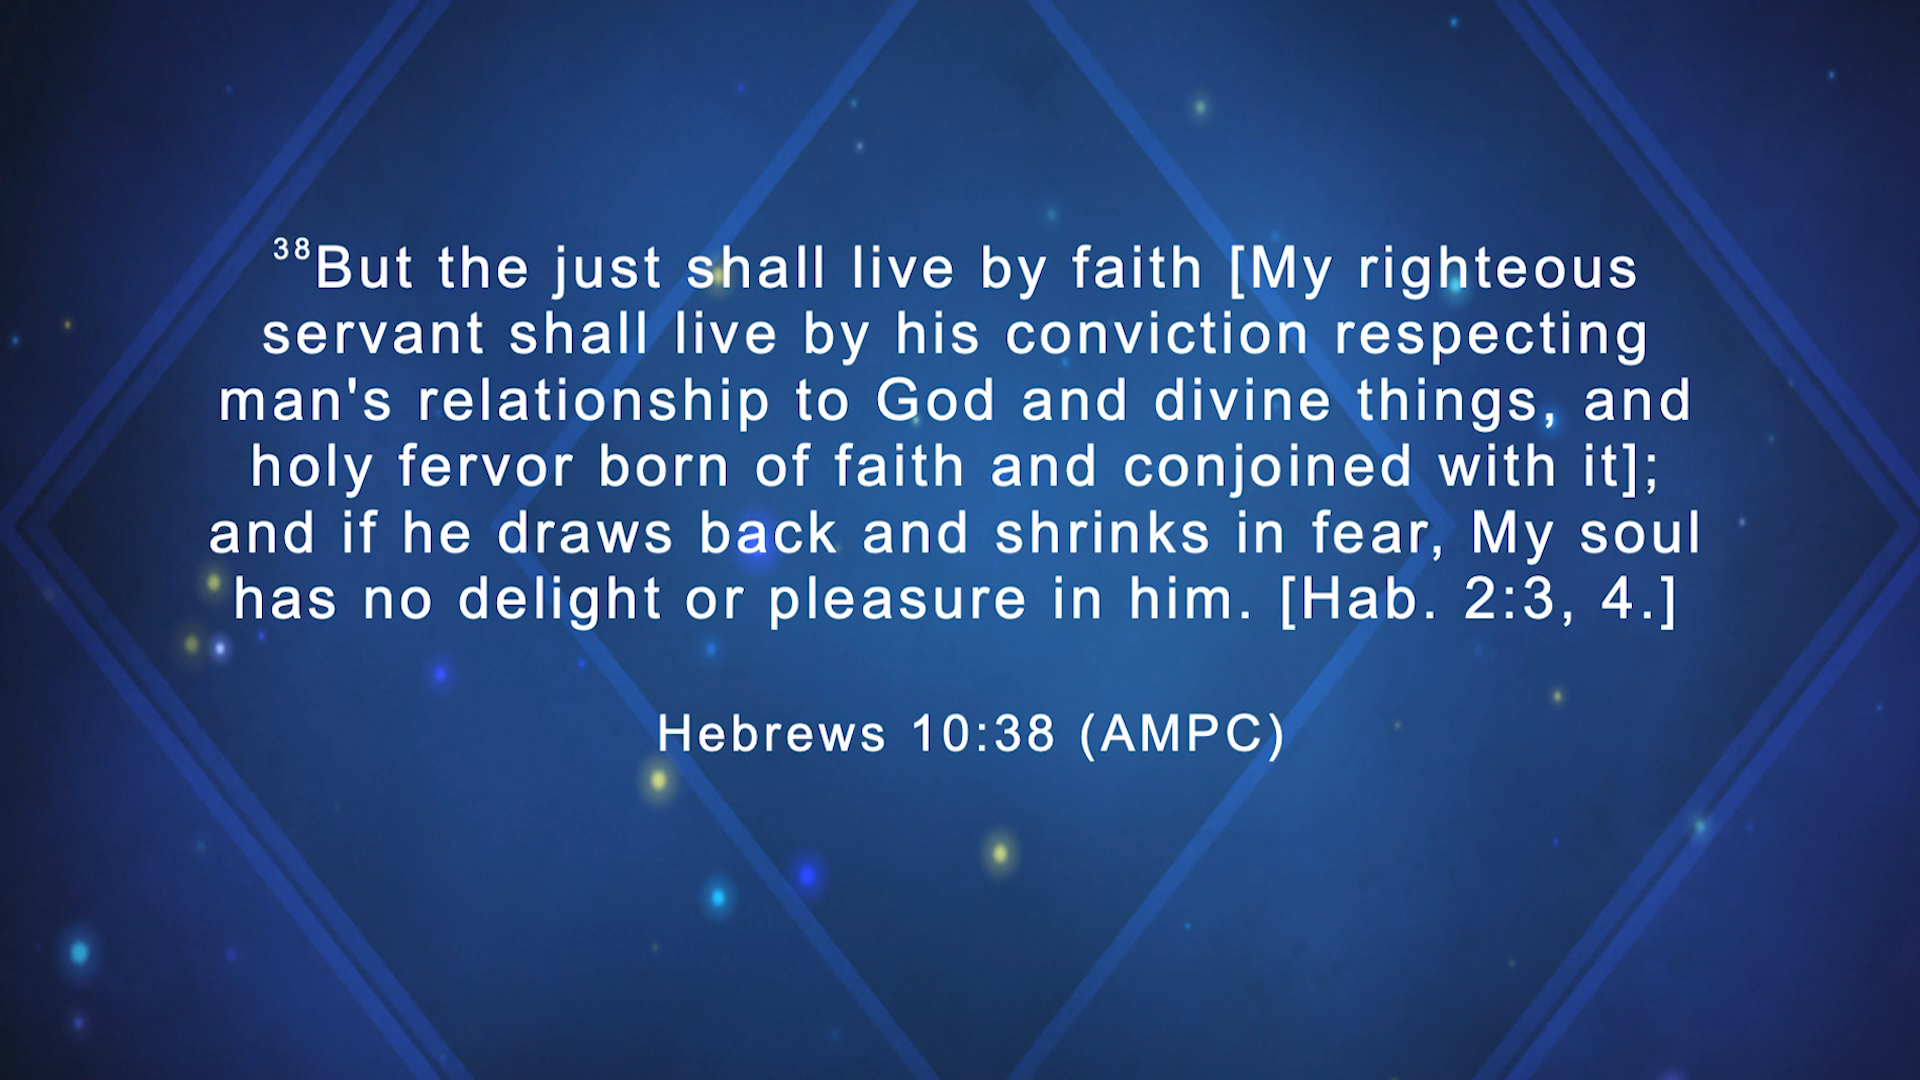 ³⁸But the just shall live by faith [My righteous
servant shall live by his conviction respecting
man's relationship to God and divine things, and
holy fervor born of faith and conjoined with it];
and if he draws back and shrinks in fear, My soul
has no delight or pleasure in him. [Hab. 2:3, 4.]
Hebrews 10:38 (AMPC)